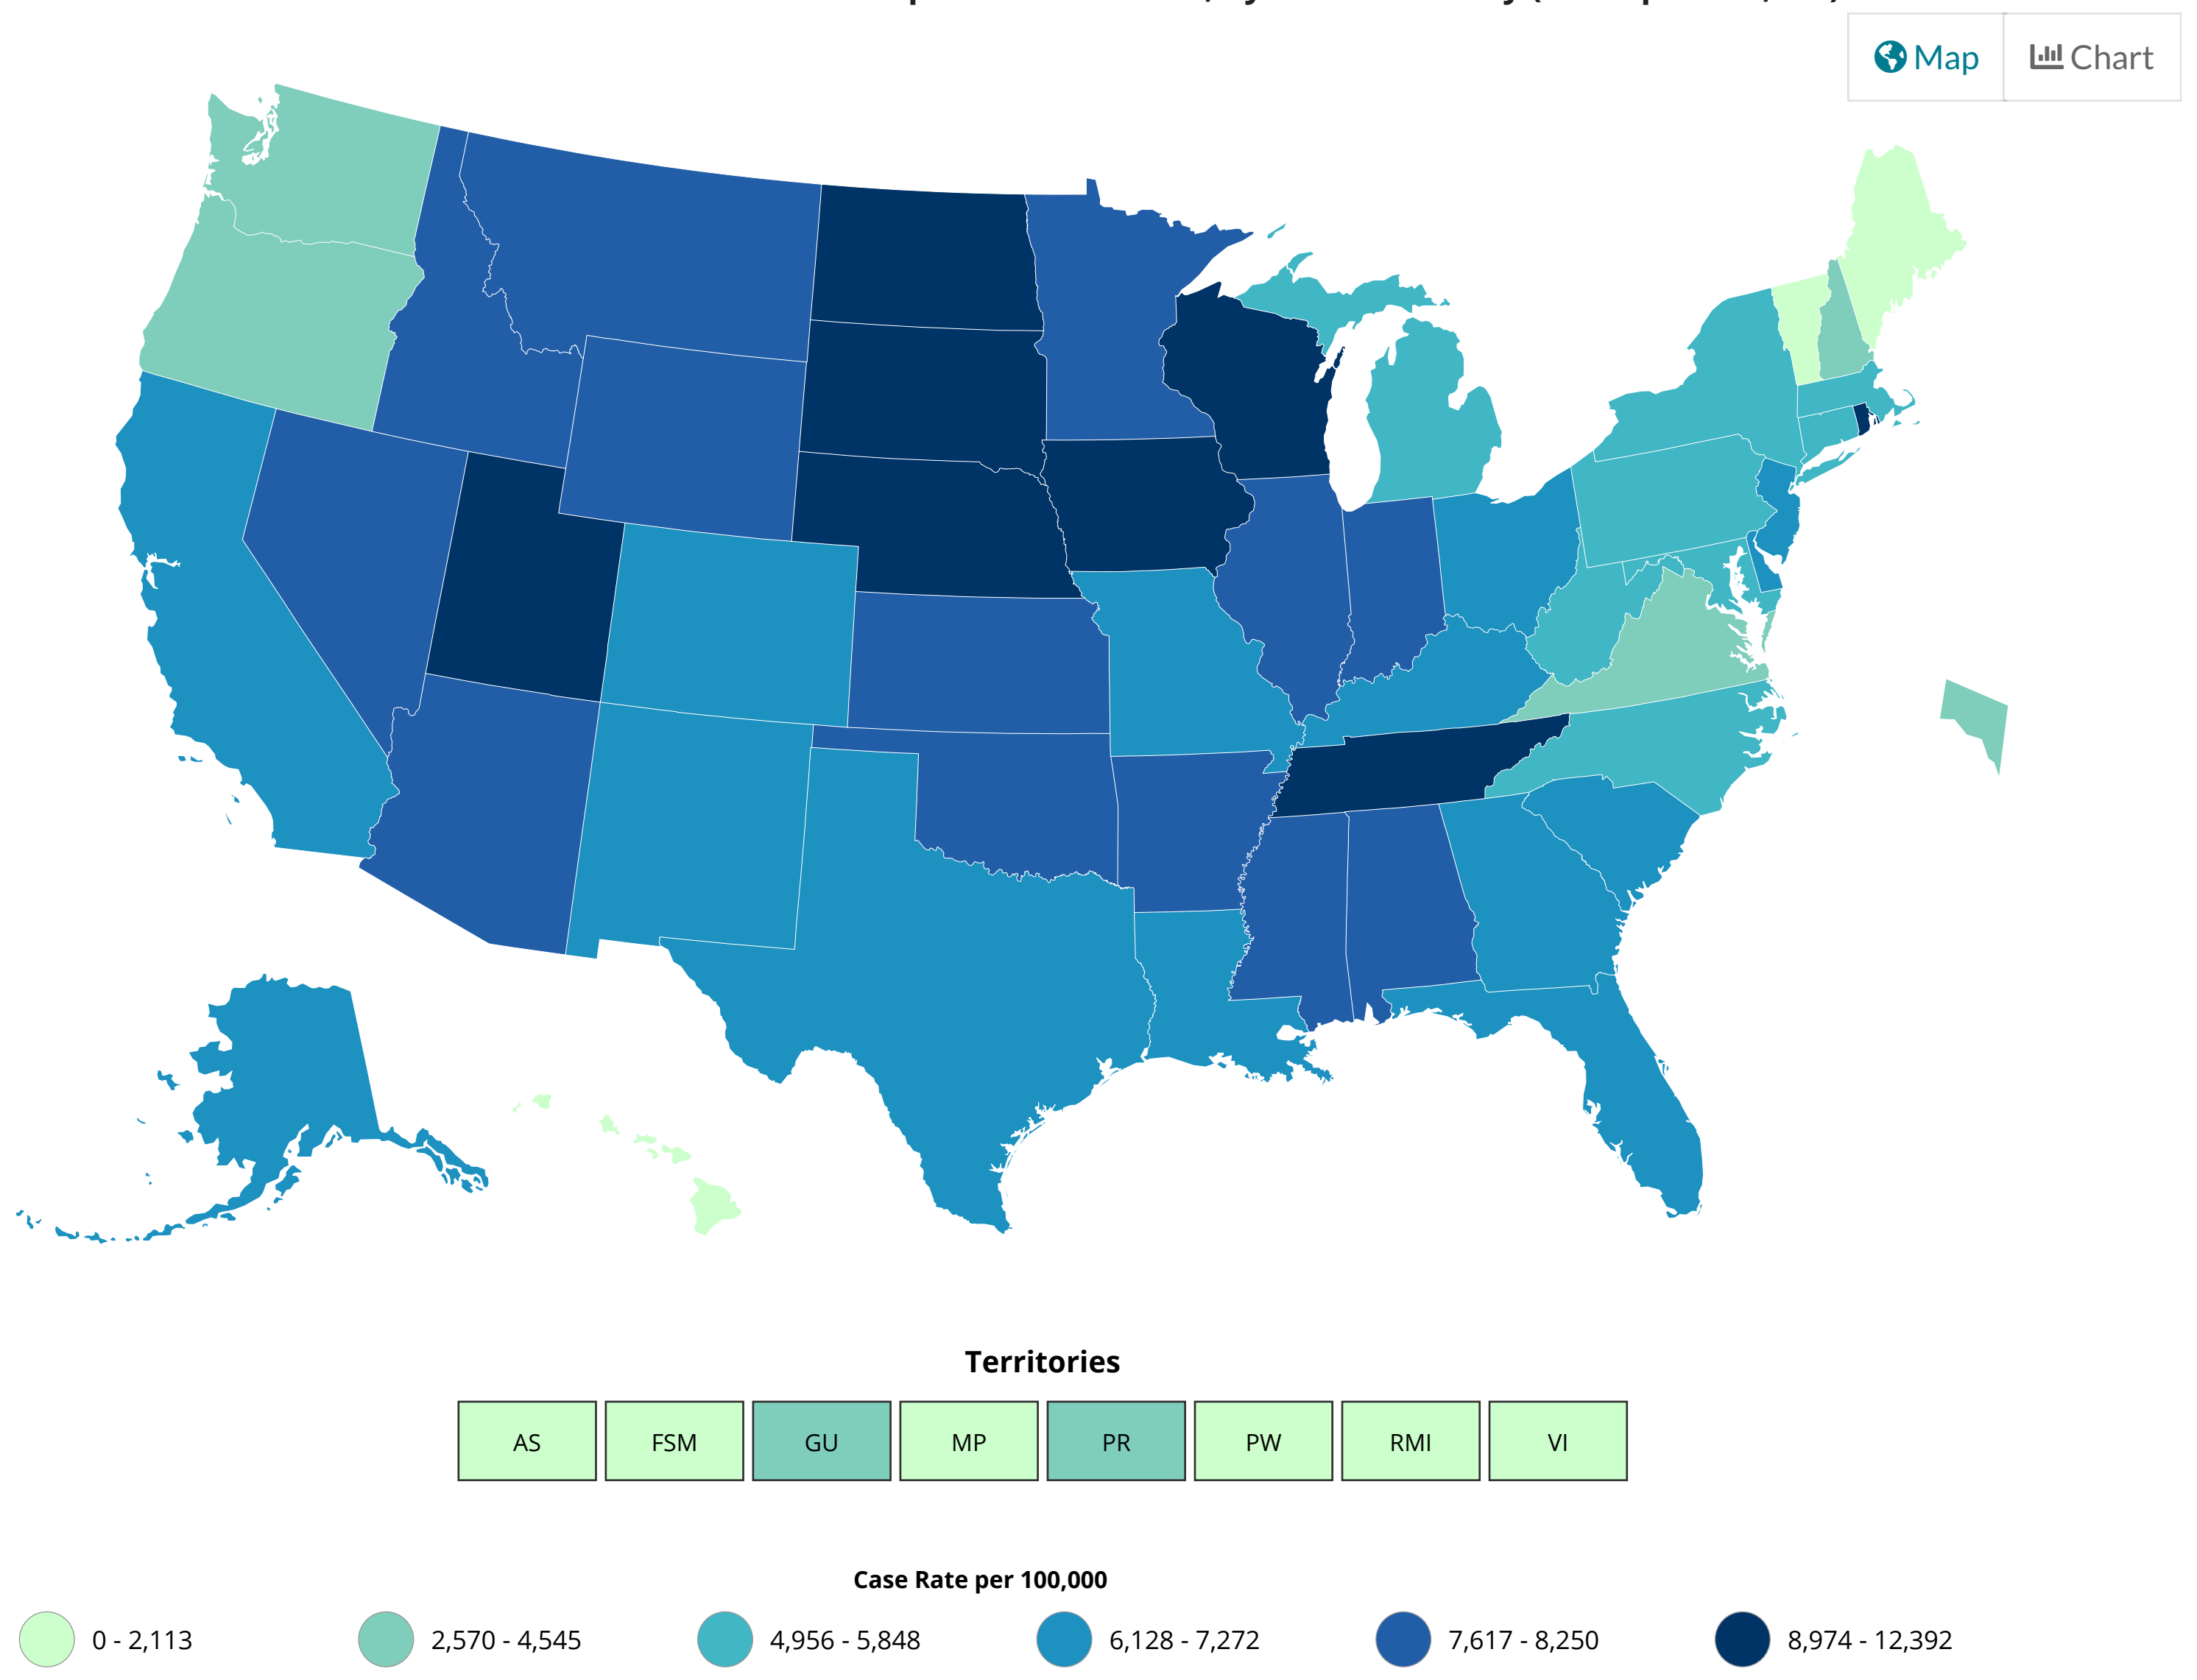 Map
Chart
Territories
AS
FSM
GU
MP
PR
PW
RMI
VI
Case Rate per 100,000
0 - 2,113
2,570 - 4,545
4,956 - 5,848
6,128 - 7,272
7,617 - 8,250
8,974 - 12,392